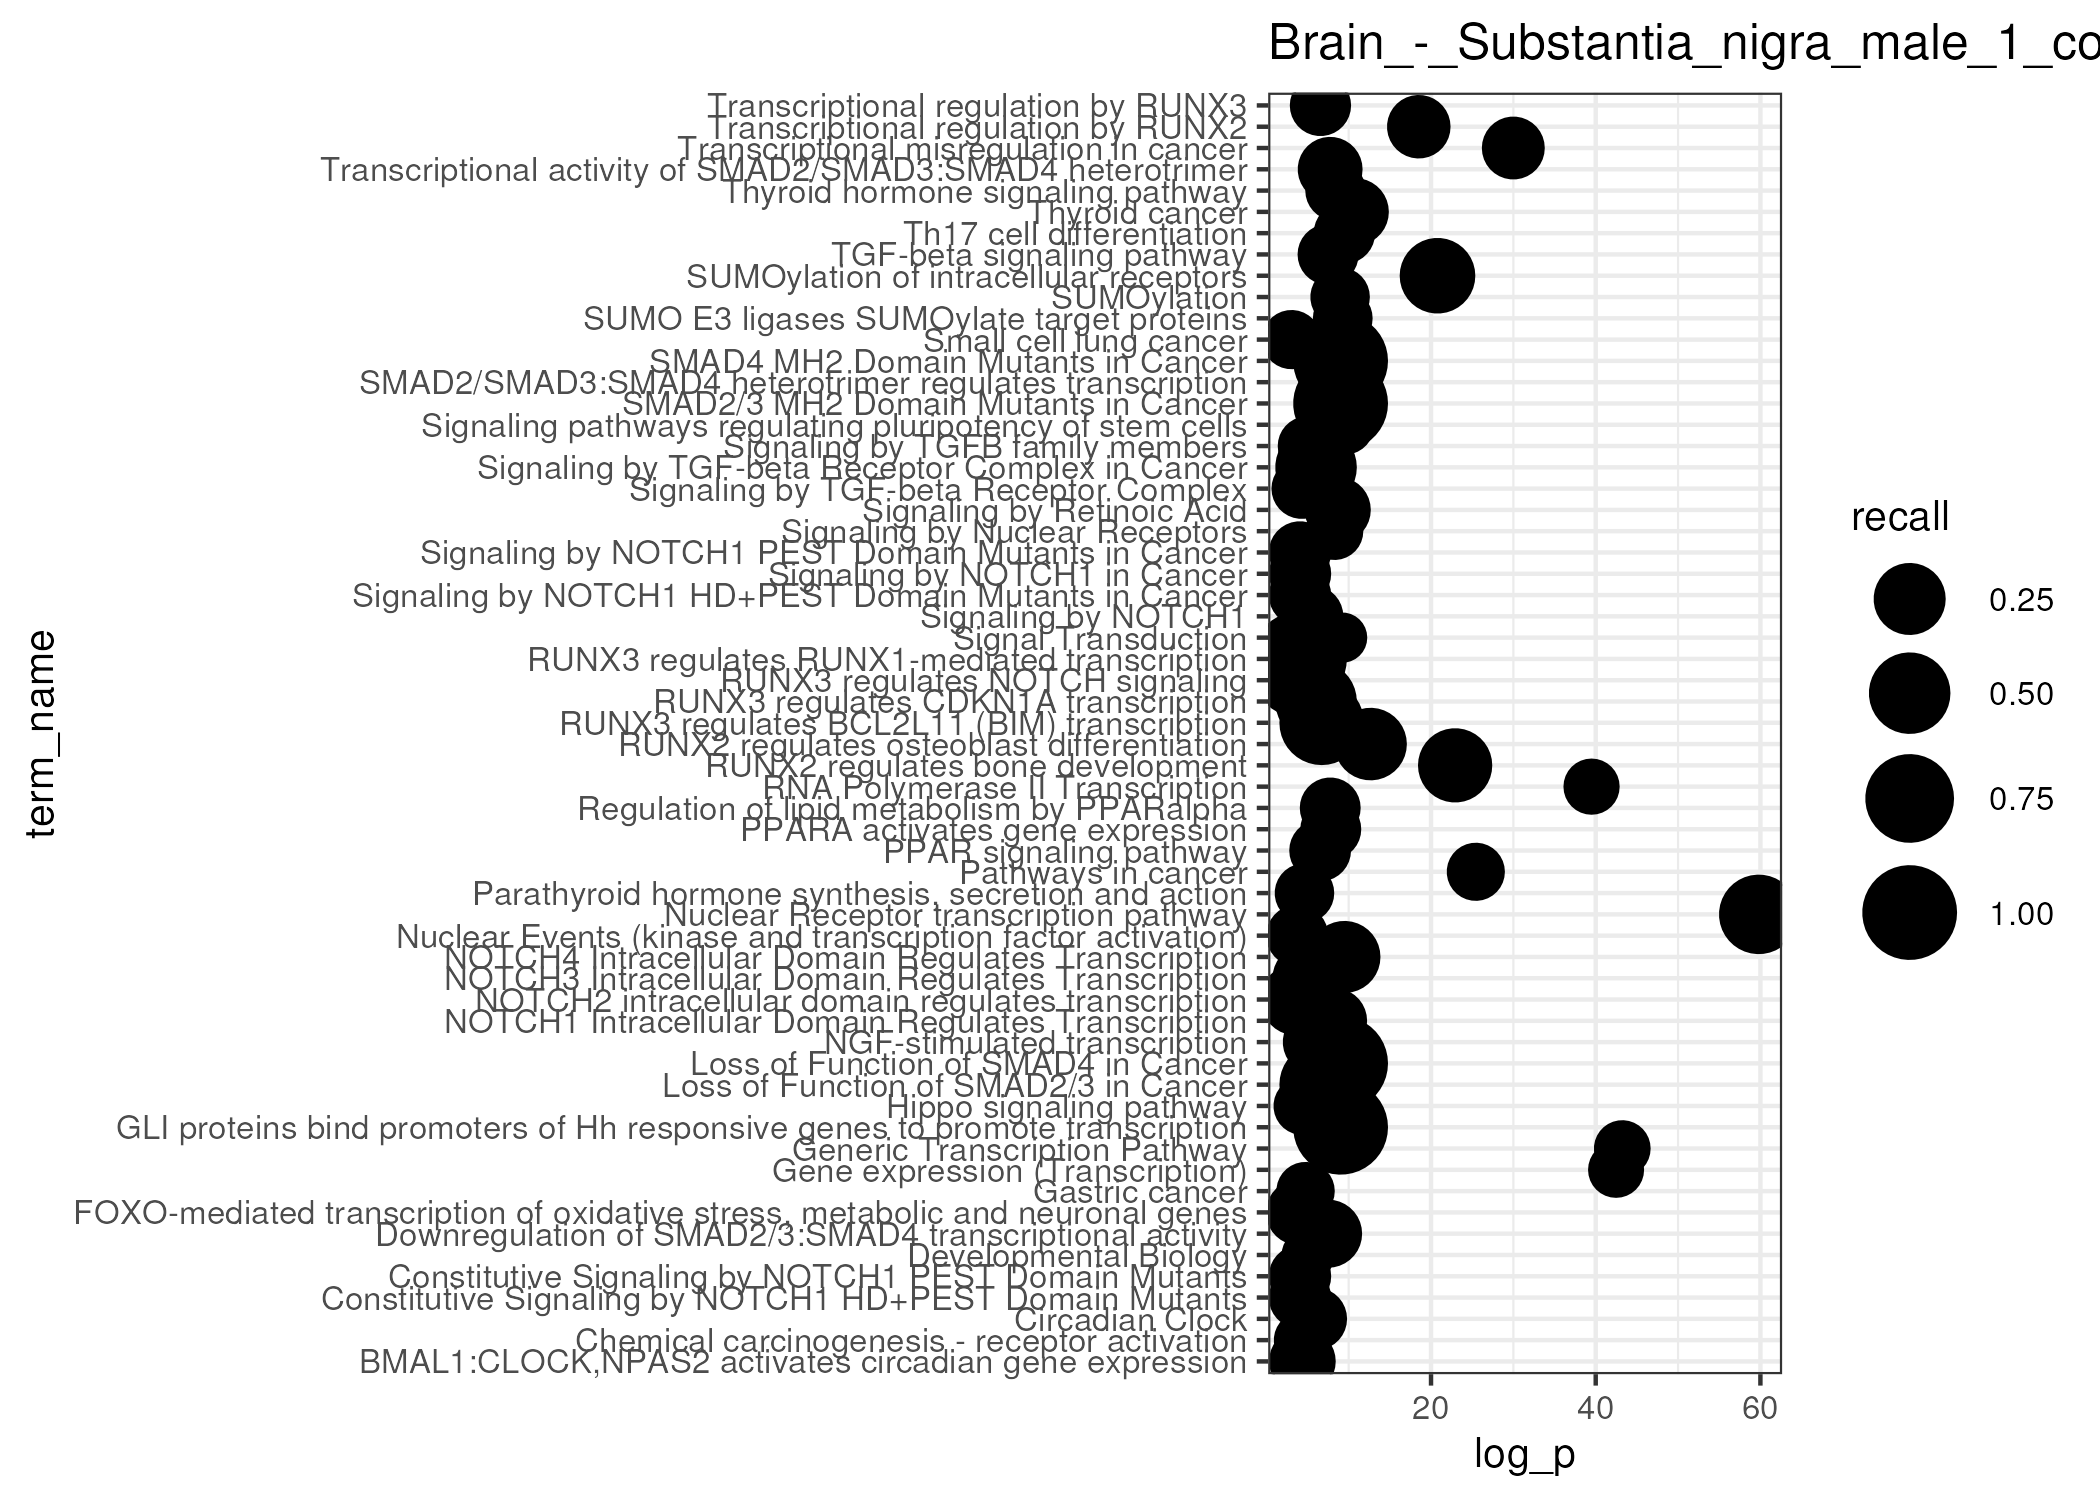 Brain_-_Substantia_nigra_male_1_co
Transcriptional regulation by RUNX3
Transcriptional regulation by RUNX2
Transcriptional misregulation in cancer
Transcriptional activity of SMAD2/SMAD3:SMAD4 heterotrimer
Thyroid hormone signaling pathway
Thyroid cancer
Th17 cell differentiation
TGF-beta signaling pathway
SUMOylation of intracellular receptors
SUMOylation
SUMO E3 ligases SUMOylate target proteins
Small cell lung cancer
SMAD4 MH2 Domain Mutants in Cancer
SMAD2/SMAD3:SMAD4 heterotrimer regulates transcription
SMAD2/3 MH2 Domain Mutants in Cancer
Signaling pathways regulating pluripotency of stem cells
Signaling by TGFB family members
Signaling by TGF-beta Receptor Complex in Cancer
Signaling by TGF-beta Receptor Complex
Signaling by Retinoic Acid
Signaling by Nuclear Receptors
Signaling by NOTCH1 PEST Domain Mutants in Cancer
Signaling by NOTCH1 in Cancer
Signaling by NOTCH1 HD+PEST Domain Mutants in Cancer
Signaling by NOTCH1
Signal Transduction
RUNX3 regulates RUNX1-mediated transcription
RUNX3 regulates NOTCH signaling
RUNX3 regulates CDKN1A transcription
RUNX3 regulates BCL2L11 (BIM) transcription
RUNX2 regulates osteoblast differentiation
RUNX2 regulates bone development
RNA Polymerase II Transcription
Regulation of lipid metabolism by PPARalpha
PPARA activates gene expression
PPAR signaling pathway
Pathways in cancer
Parathyroid hormone synthesis, secretion and action
Nuclear Receptor transcription pathway
Nuclear Events (kinase and transcription factor activation)
NOTCH4 Intracellular Domain Regulates Transcription
NOTCH3 Intracellular Domain Regulates Transcription
NOTCH2 intracellular domain regulates transcription
NOTCH1 Intracellular Domain Regulates Transcription
NGF-stimulated transcription
Loss of Function of SMAD4 in Cancer
Loss of Function of SMAD2/3 in Cancer
Hippo signaling pathway
GLI proteins bind promoters of Hh responsive genes to promote transcription
Generic Transcription Pathway
Gene expression (Transcription)
Gastric cancer
FOXO-mediated transcription of oxidative stress, metabolic and neuronal genes
Downregulation of SMAD2/3:SMAD4 transcriptional activity
Developmental Biology
Constitutive Signaling by NOTCH1 PEST Domain Mutants
Constitutive Signaling by NOTCH1 HD+PEST Domain Mutants
Circadian Clock
Chemical carcinogenesis - receptor activation
BMAL1:CLOCK,NPAS2 activates circadian gene expression
term_name
20 40 60
log_p
recall
0.25
0.50
0.75
1.00